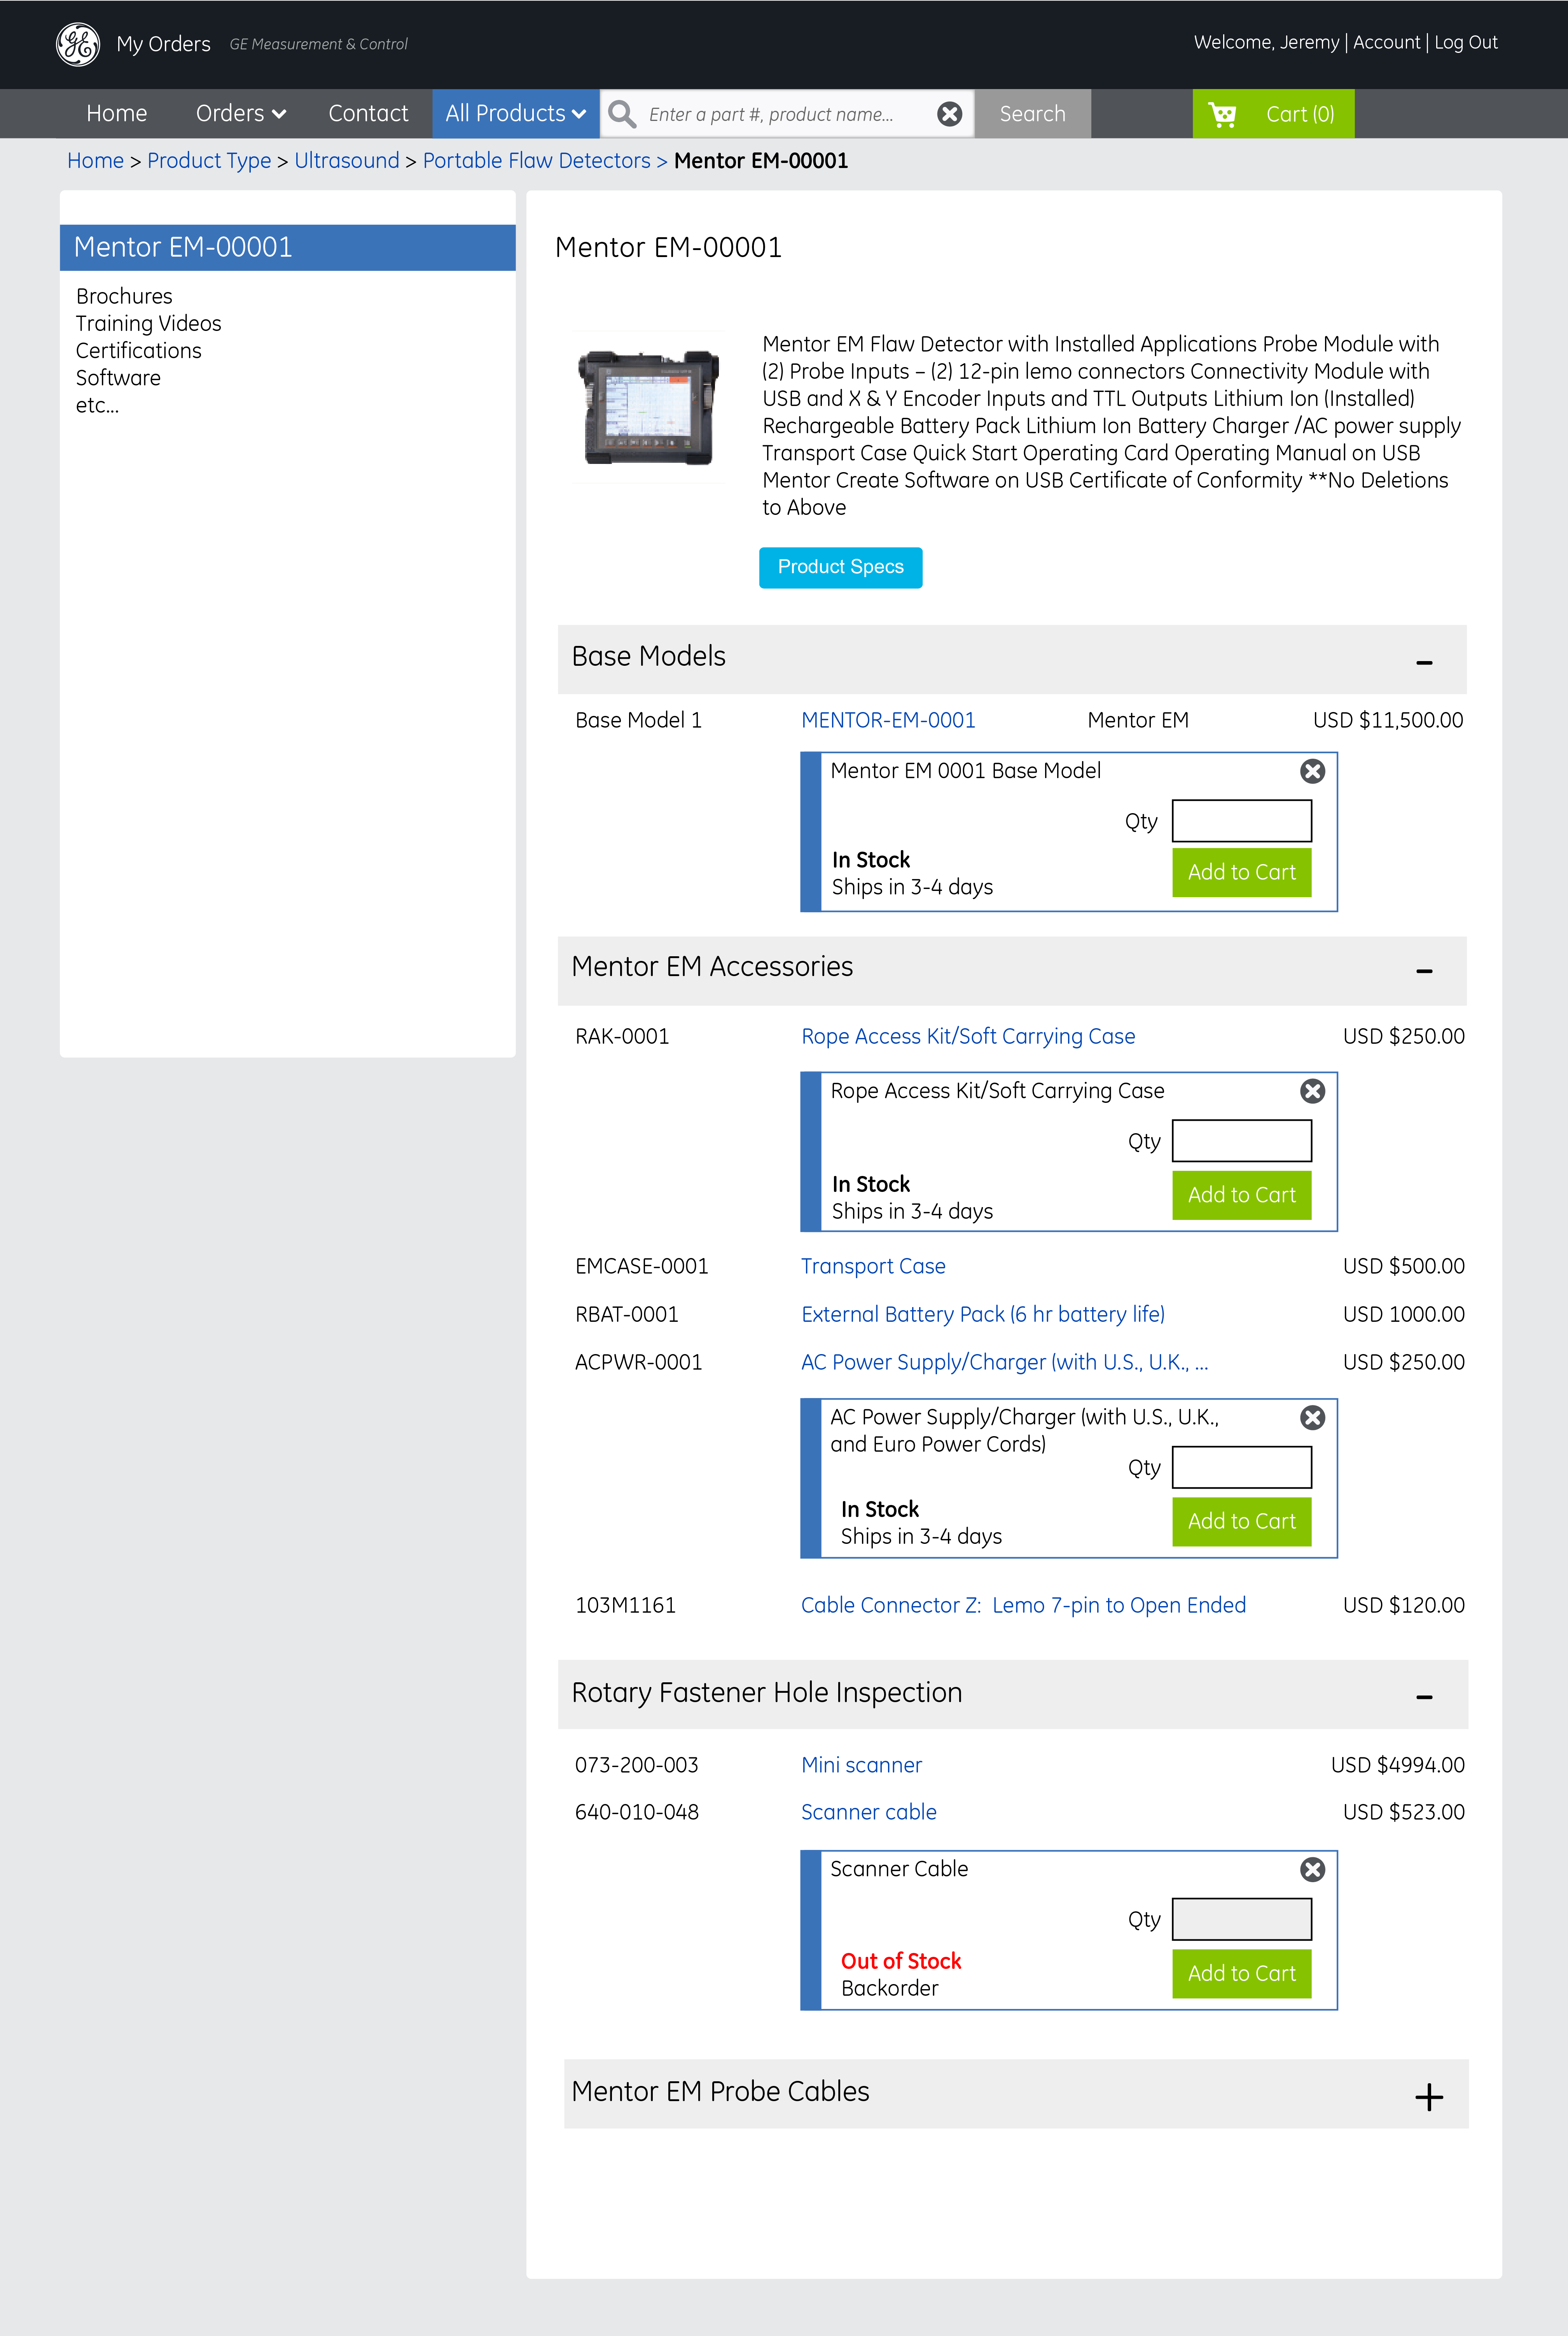 My Orders GE Measurement & Control Welcome, Jeremy | Account | Log Out
Home Orders Contact All Products Enter a part #, product name... Search Cart (0)
Home > Product Type > Ultrasound > Portable Flaw Detectors > Mentor EM-00001
Mentor EM-00001
Brochures
Training Videos
Certifications
Software
etc...
Mentor EM-00001
Mentor EM Flaw Detector with Installed Applications Probe Module with
(2) Probe Inputs – (2) 12-pin lemo connectors Connectivity Module with
USB and X & Y Encoder Inputs and TTL Outputs Lithium Ion (Installed)
Rechargeable Battery Pack Lithium Ion Battery Charger /AC power supply
Transport Case Quick Start Operating Card Operating Manual on USB
Mentor Create Software on USB Certificate of Conformity **No Deletions
to Above
Product Specs
Base Models
Base Model 1 MENTOR-EM-0001 Mentor EM USD $11,500.00
Mentor EM 0001 Base Model
Qty
In Stock
Add to Cart
Ships in 3-4 days
Mentor EM Accessories
RAK-0001 Rope Access Kit/Soft Carrying Case USD $250.00
Rope Access Kit/Soft Carrying Case
Qty
In Stock
Add to Cart
Ships in 3-4 days
EMCASE-0001 Transport Case USD $500.00
RBAT-0001 External Battery Pack (6 hr battery life) USD 1000.00
ACPWR-0001 AC Power Supply/Charger (with U.S., U.K., ... USD $250.00
AC Power Supply/Charger (with U.S., U.K.,
and Euro Power Cords)
Qty
In Stock
Add to Cart
Ships in 3-4 days
103M1161 Cable Connector Z: Lemo 7-pin to Open Ended USD $120.00
Rotary Fastener Hole Inspection
073-200-003 Mini scanner USD $4994.00
640-010-048 Scanner cable USD $523.00
Scanner Cable
Qty
Out of Stock
Add to Cart
Backorder
Mentor EM Probe Cables